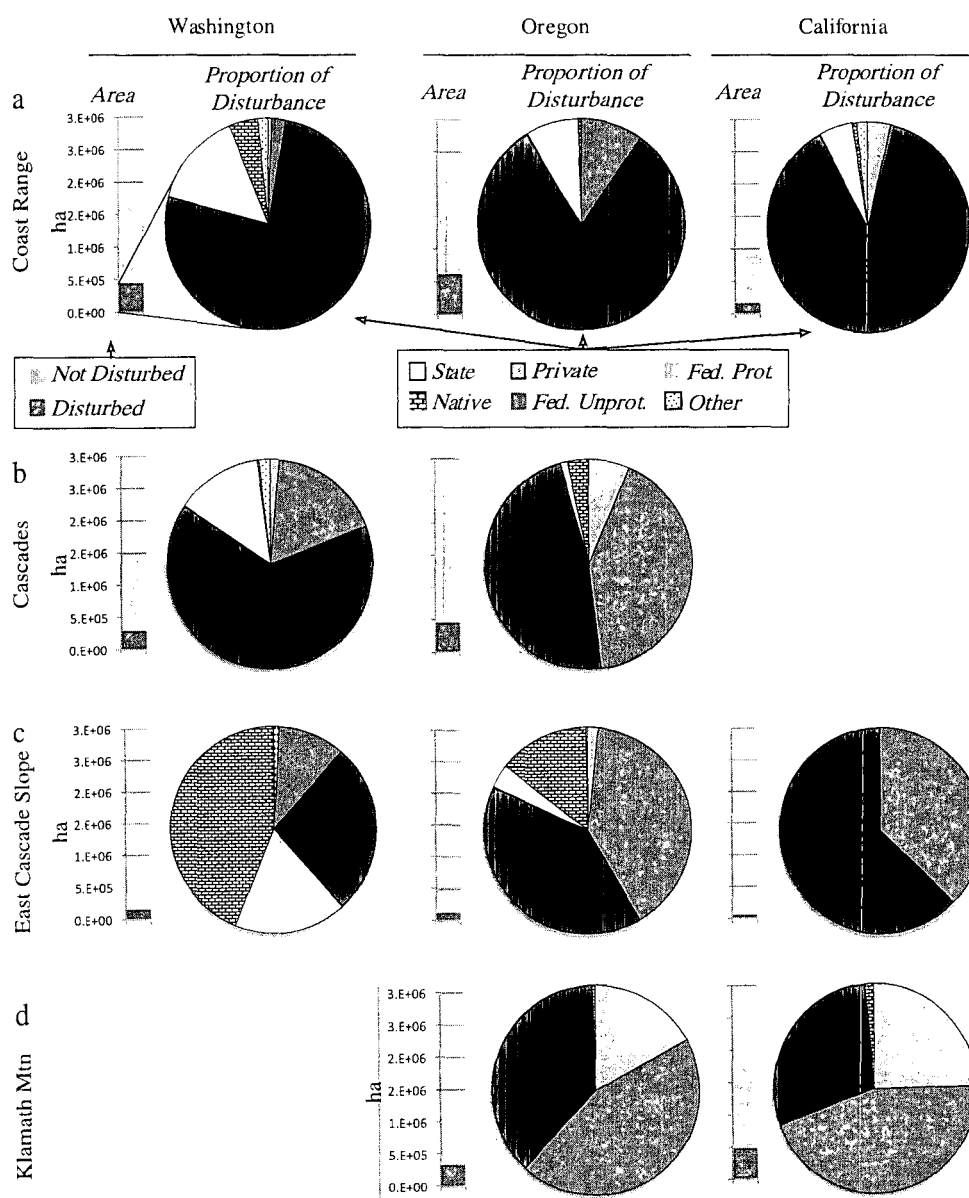 Washington
Oregon
California
a
Area
Proportion of
Disturbance
Area
Proportion of
Disturbance
Area
Proportion of
Disturbance
Coast Range
ha
3.E+06
3.E+06
2.E+06
2.E+06
1.E+06
5.E+05
0.E+00
Not Disturbed
Disturbed
State
Private
Fed. Prot
Native
Fed. Unprot.
Other
b
Cascades
ha
3.E+06
3.E+06
2.E+06
2.E+06
1.E+06
5.E+05
0.E+00
c
East Cascade Slope
ha
3.E+06
3.E+06
2.E+06
2.E+06
1.E+06
5.E+05
0.E+00
d
Klamath Mtn
ha
3.E+06
3.E+06
2.E+06
2.E+06
1.E+06
5.E+05
0.E+00